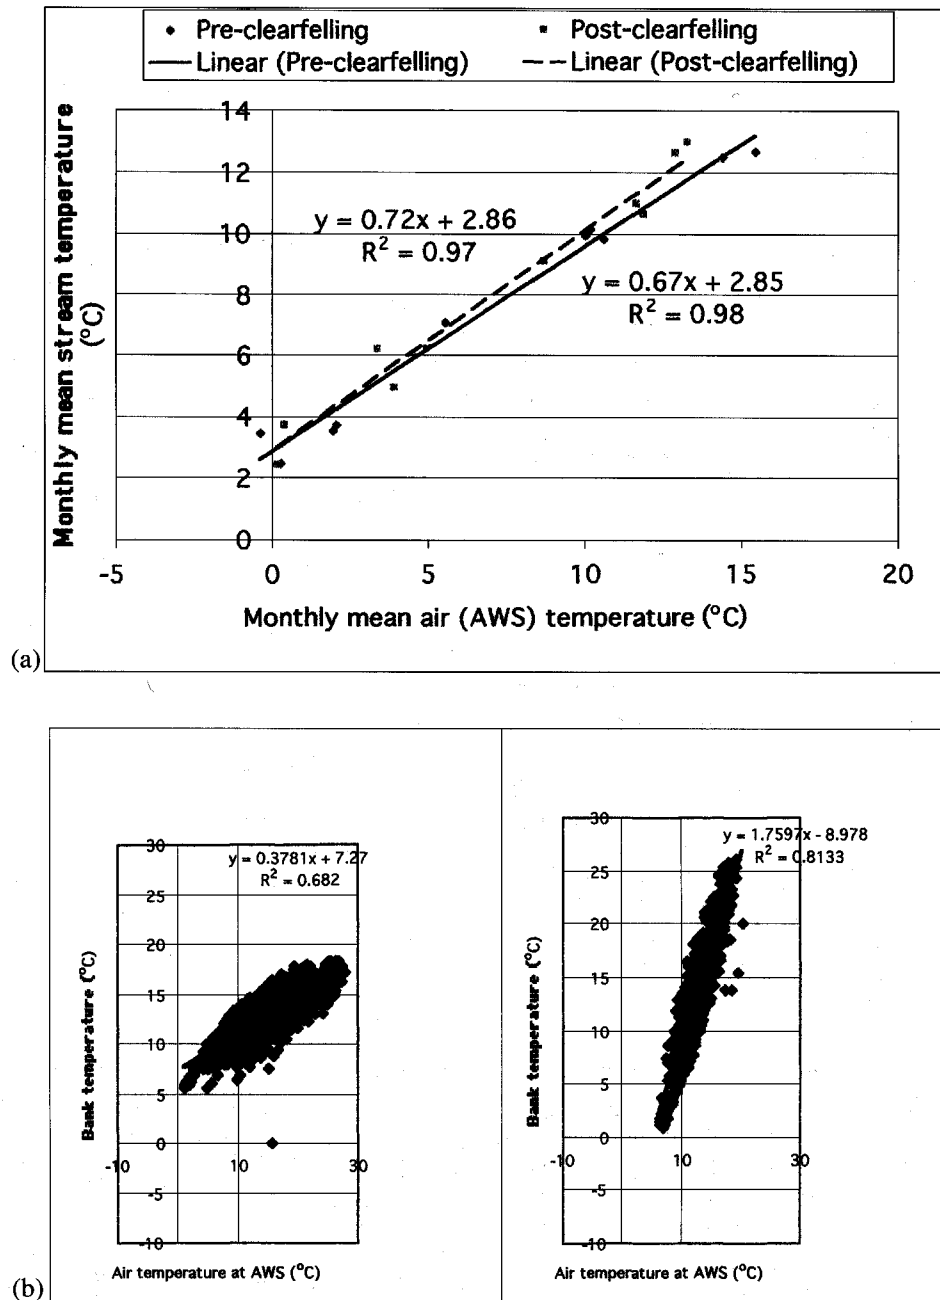 Pre-clearfelling Post-clearfelling
Linear (Pre-clearfelling) Linear (Post-clearfelling)
Monthly mean stream temperature
(°C)
14
12
10
8
6
4
2
0
y = 0.72x + 2.86
R² = 0.97
y = 0.67x + 2.85
R² = 0.98
-5 0 5 10 15 20
Monthly mean air (AWS) temperature (°C)
(a)
Bank temperature (°C)
30
25
20
15
10
5
0
-5
-10
y = 0.3781x + 7.27
R² = 0.682
-10 10 30
Air temperature at AWS (°C)
Bank temperature (°C)
30
25
20
15
10
5
0
-5
-10
y = 1.7597x - 8.978
R² = 0.8133
-10 10 30
Air temperature at AWS (°C)
(b)